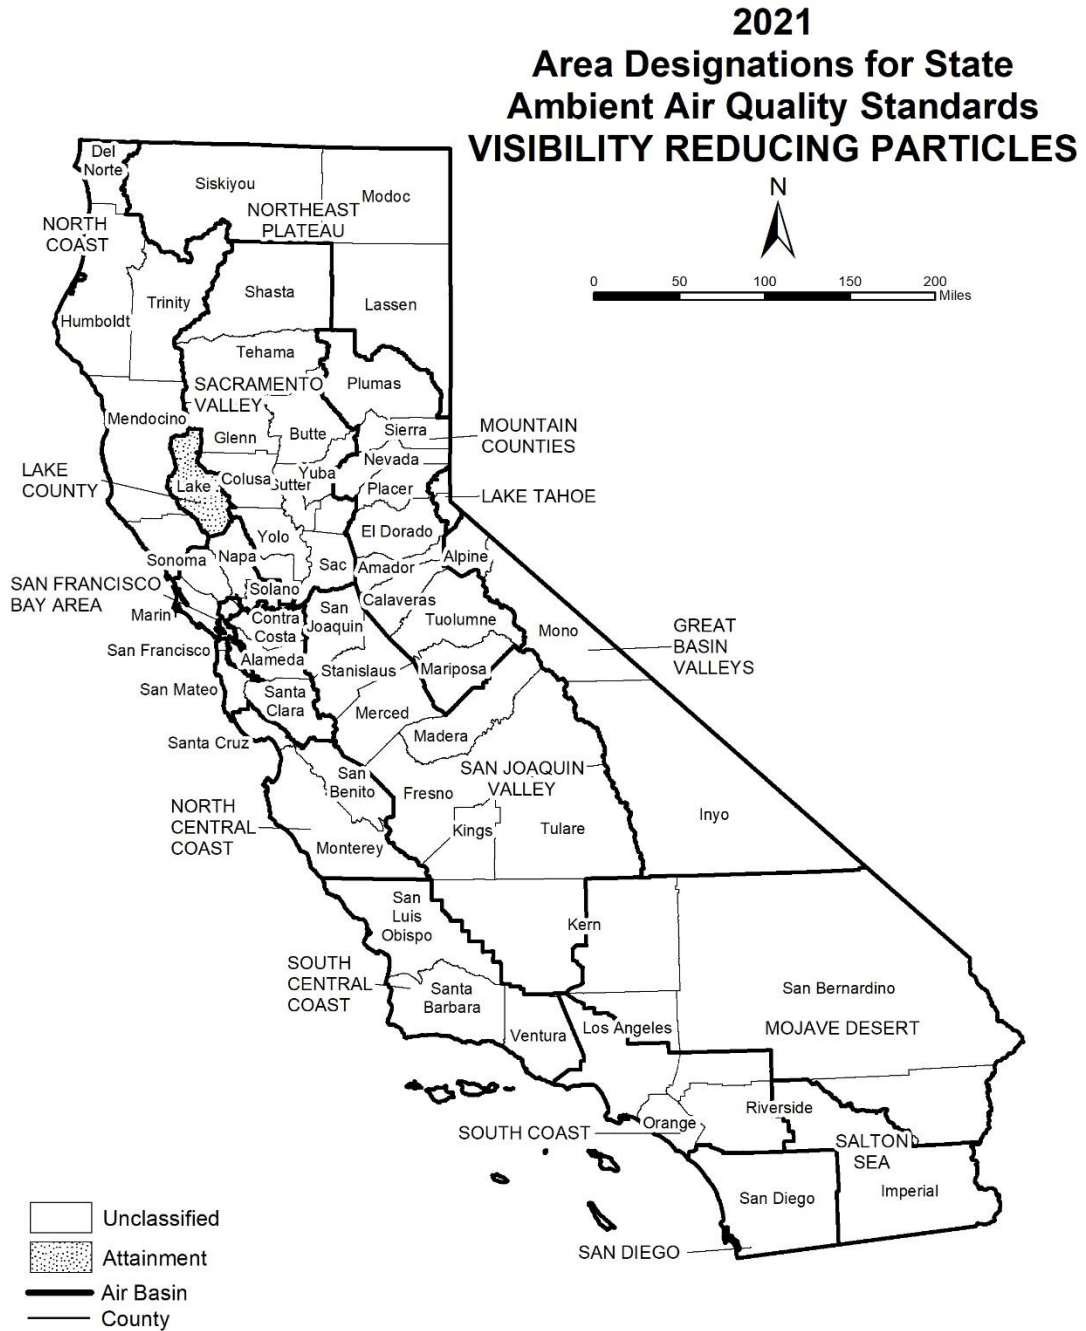 2021
Area Designations for State
Ambient Air Quality Standards
VISIBILITY REDUCING PARTICLES
N
0 50 100 150 200
Miles
Del
Norte
Siskiyou
Modoc
NORTHEAST
PLATEAU
NORTH
COAST
Shasta
Trinity
Lassen
Humboldt
Tehama
SACRAMENTO
VALLEY
Plumas
Mendocino
Glenn
Butte
Sierra
MOUNTAIN
COUNTIES
Nevada
LAKE
COUNTY
Lake
Colusa
Sutter
Yuba
Placer
LAKE TAHOE
Yolo
El Dorado
Sonoma
Napa
Sac
Amador
Alpine
SAN FRANCISCO
BAY AREA
Solano
Marin
Contra
Costa
San
Joaquin
Calaveras
Tuolumne
Mono
GREAT
BASIN
VALLEYS
San Francisco
Alameda
Stanislaus
Mariposa
San Mateo
Santa
Clara
Merced
Santa Cruz
Madera
San
Benito
SAN JOAQUIN
VALLEY
Fresno
NORTH
CENTRAL
COAST
Monterey
Kings
Tulare
Inyo
San
Luis
Obispo
Kern
SOUTH
CENTRAL
COAST
Santa
Barbara
San Bernardino
Ventura
Los Angeles
MOJAVE DESERT
Riverside
Orange
SOUTH COAST
SALTON
SEA
San Diego
Imperial
SAN DIEGO
Unclassified
Attainment
Air Basin
County